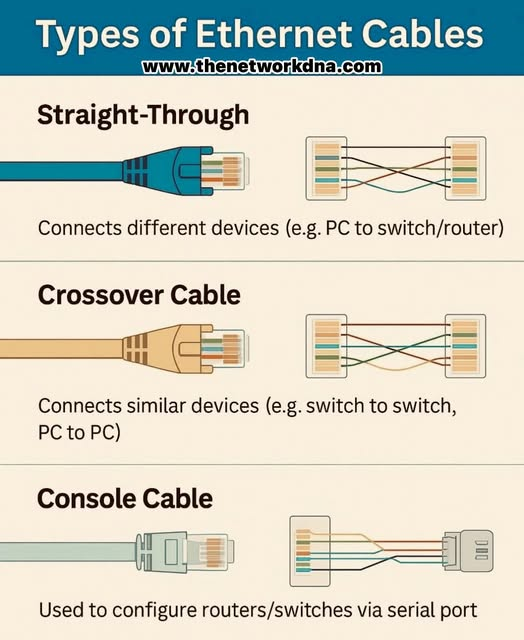 Types of Ethernet Cables
www.thenetworkdna.com
Straight-Through
Connects different devices (e.g. PC to switch/router)
Crossover Cable
Connects similar devices (e.g. switch to switch,
PC to PC)
Console Cable
Used to configure routers/switches via serial port